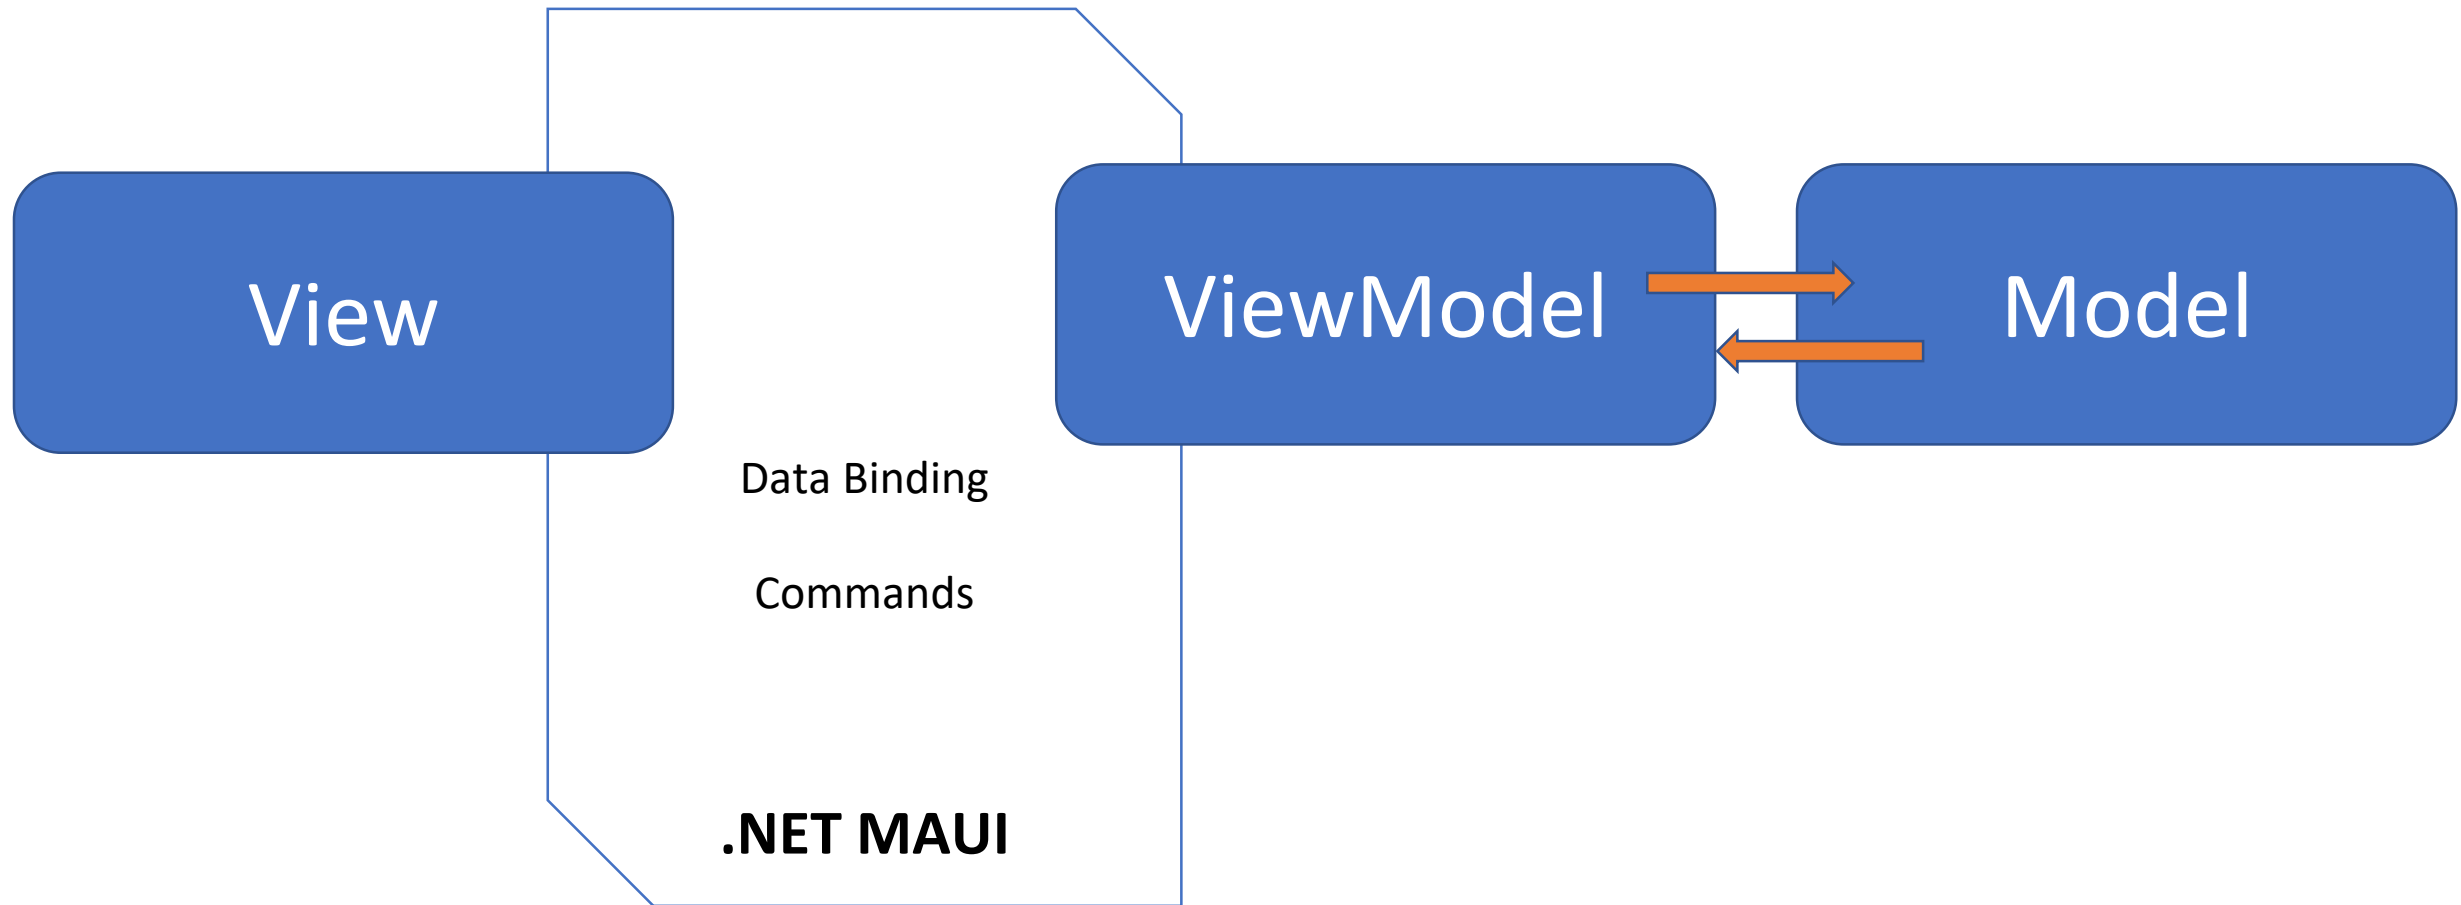 View
ViewModel
Model
Data Binding
Commands
.NET MAUI